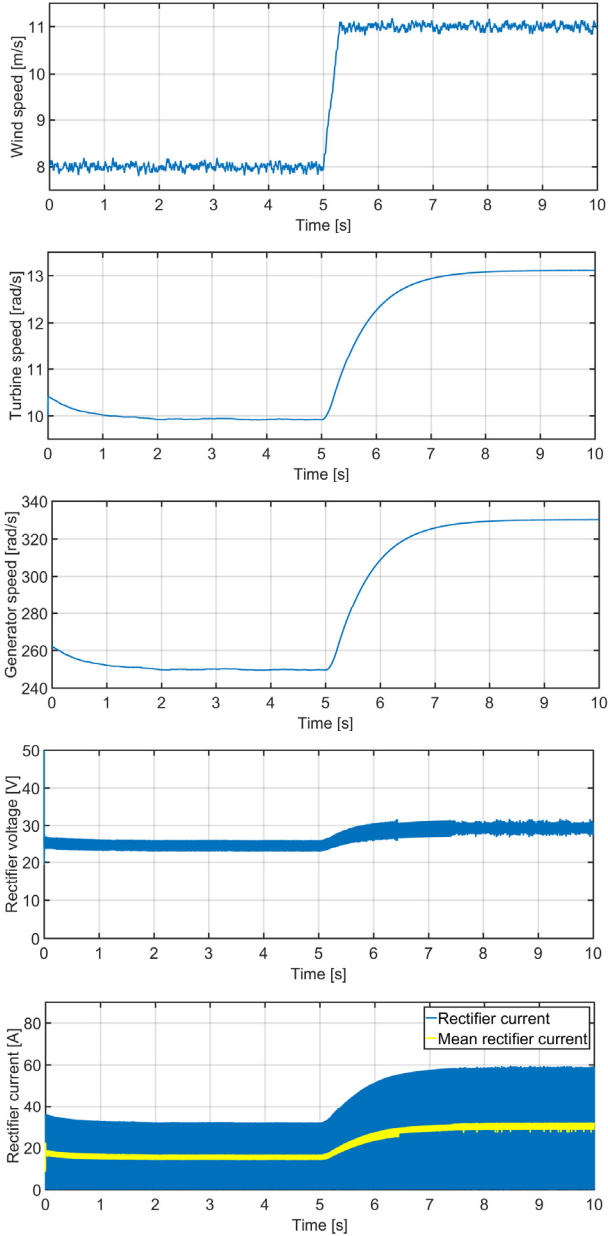 11
10
9
8
Wind speed [m/s]
0 1 2 3 4 5 6 7 8 9 10
Time [s]
13
12
11
10
Turbine speed [rad/s]
0 1 2 3 4 5 6 7 8 9 10
Time [s]
340
320
300
280
260
240
Generator speed [rad/s]
0 1 2 3 4 5 6 7 8 9 10
Time [s]
50
40
30
20
10
0
Rectifier voltage [V]
0 1 2 3 4 5 6 7 8 9 10
Time [s]
80
60
40
20
0
Rectifier current [A]
Rectifier current
Mean rectifier current
0 1 2 3 4 5 6 7 8 9 10
Time [s]